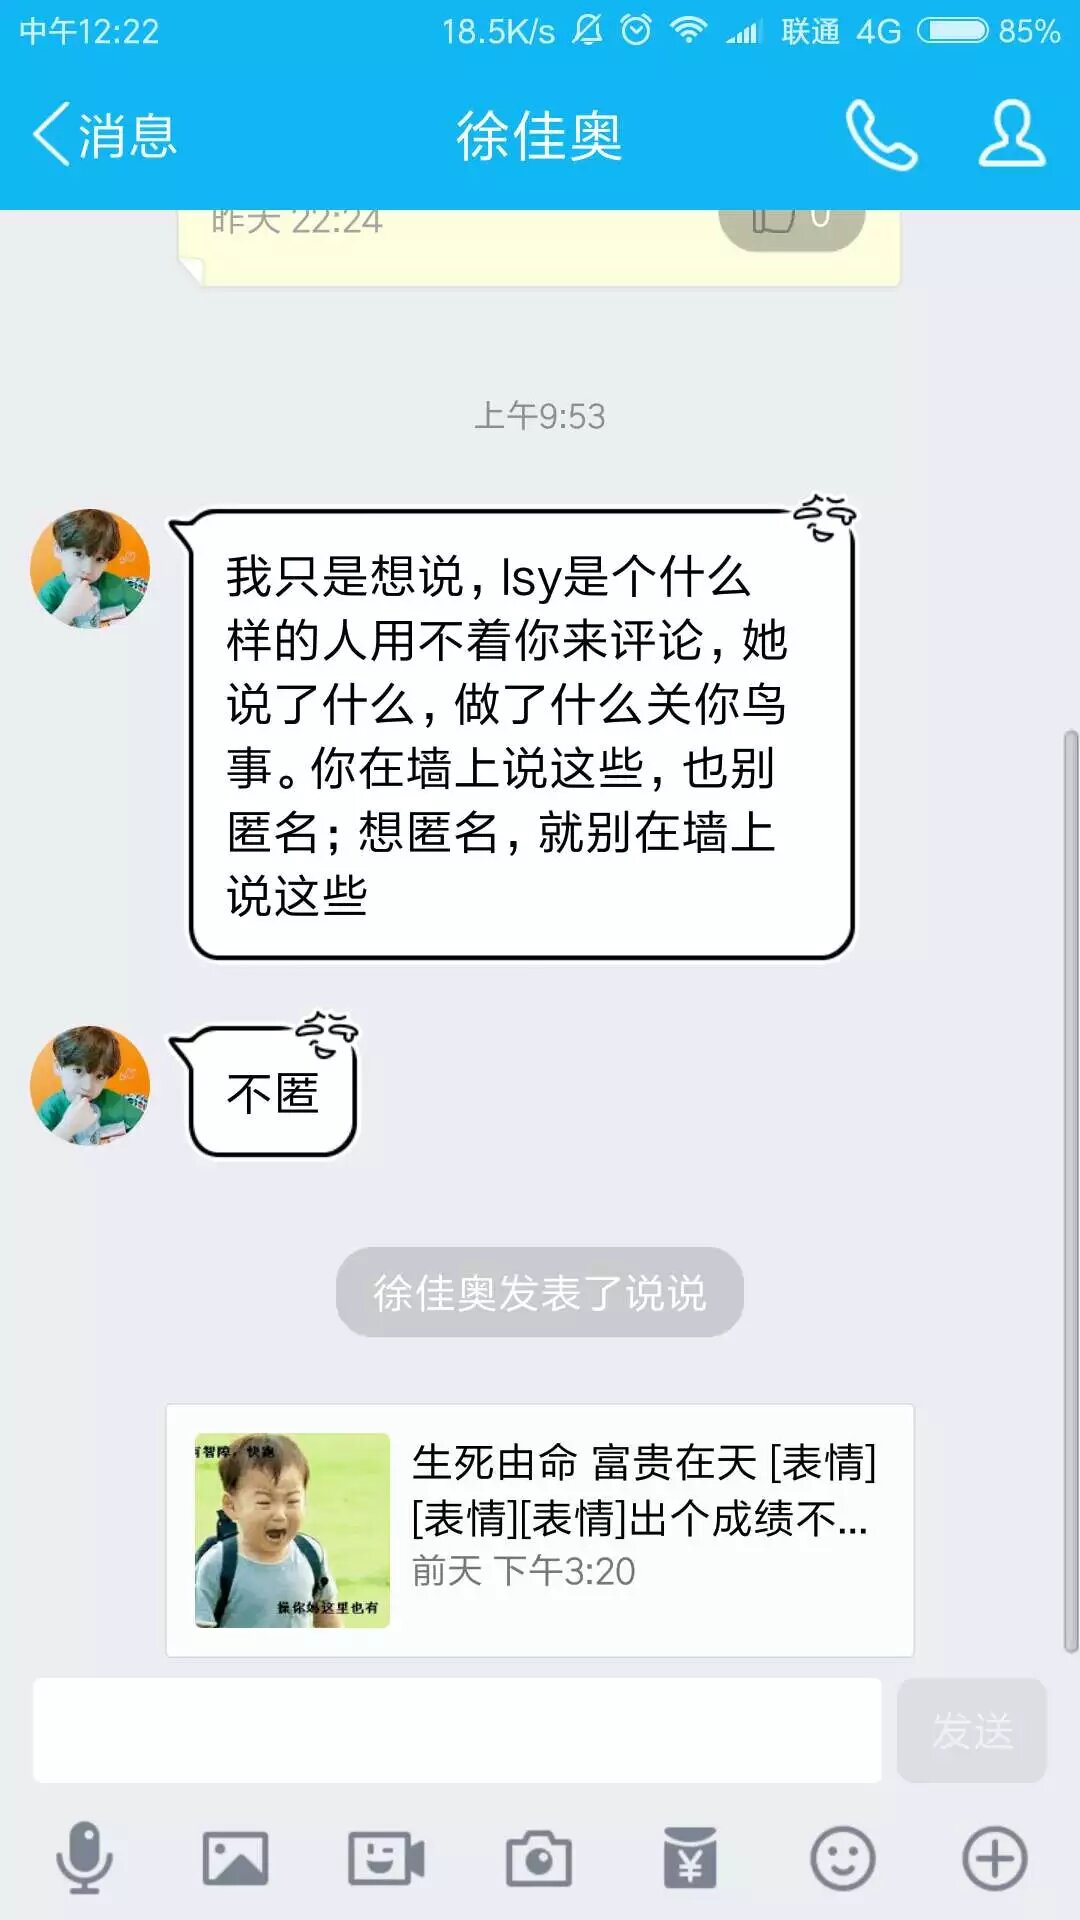 中午12:22 18.5K/s 联通 4G 85%
消息 徐佳奥
昨天 22:24 0
上午9:53
我只是想说，lsy是个什么
样的人用不着你来评论，她
说了什么，做了什么关你鸟
事。你在墙上说这些，也别
匿名；想匿名，就别在墙上
说这些
不匿
徐佳奥发表了说说
有智障，快跑
生死由命 富贵在天 [表情]
[表情][表情]出个成绩不...
前天 下午3:20
操你妈这里也有
发送